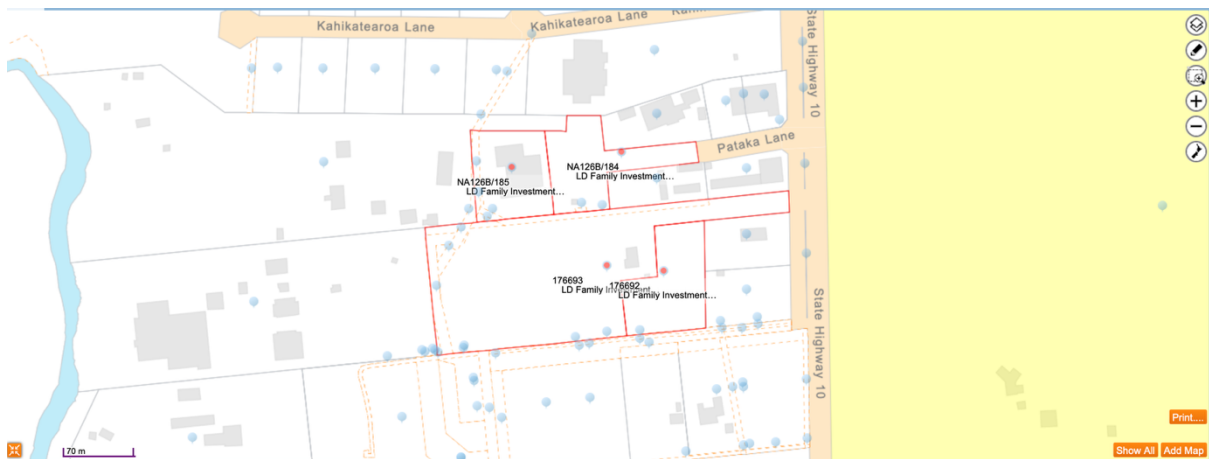 Kahikatearoa Lane
Kahikatearoa Lane
State Highway 10
Pataka Lane
NA126B/184
LD Family Investment...
NA126B/185
LD Family Investment...
176693
LD Family
176692
LD Family Investment...
State Highway 10
Print....
70 m
Show All
Add Map